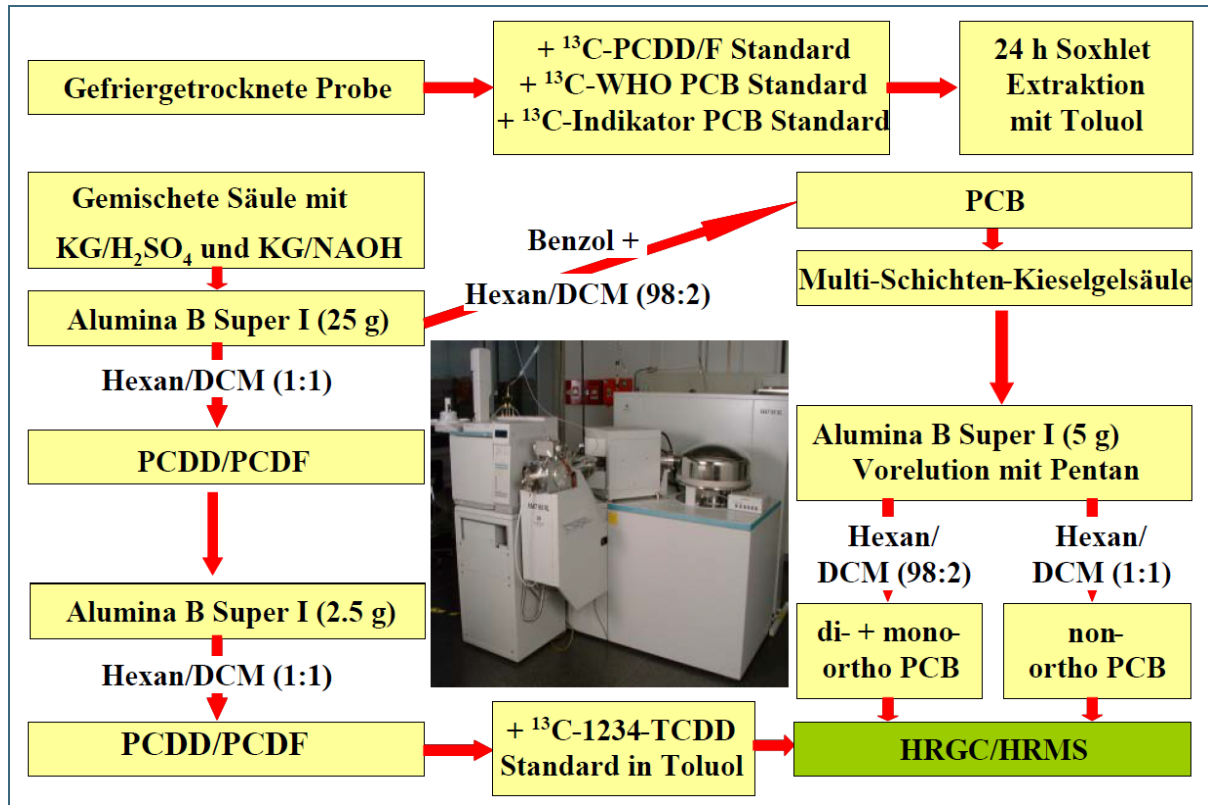 Gefriergetrocknete Probe
+ ¹³C-PCDD/F Standard
+ ¹³C-WHO PCB Standard
+ ¹³C-Indikator PCB Standard
24 h Soxhlet
Extraktion
mit Toluol
Gemischete Säule mit
KG/H₂SO₄ und KG/NAOH
Alumina B Super I (25 g)
Benzol +
Hexan/DCM (98:2)
PCB
Multi-Schichten-Kieselgelsäule
Hexan/DCM (1:1)
PCDD/PCDF
Alumina B Super I (5 g)
Vorelution mit Pentan
Hexan/
DCM (98:2)
Hexan/
DCM (1:1)
di- + mono-
ortho PCB
non-
ortho PCB
Alumina B Super I (2.5 g)
Hexan/DCM (1:1)
PCDD/PCDF
+ ¹³C-1234-TCDD
Standard in Toluol
HRGC/HRMS